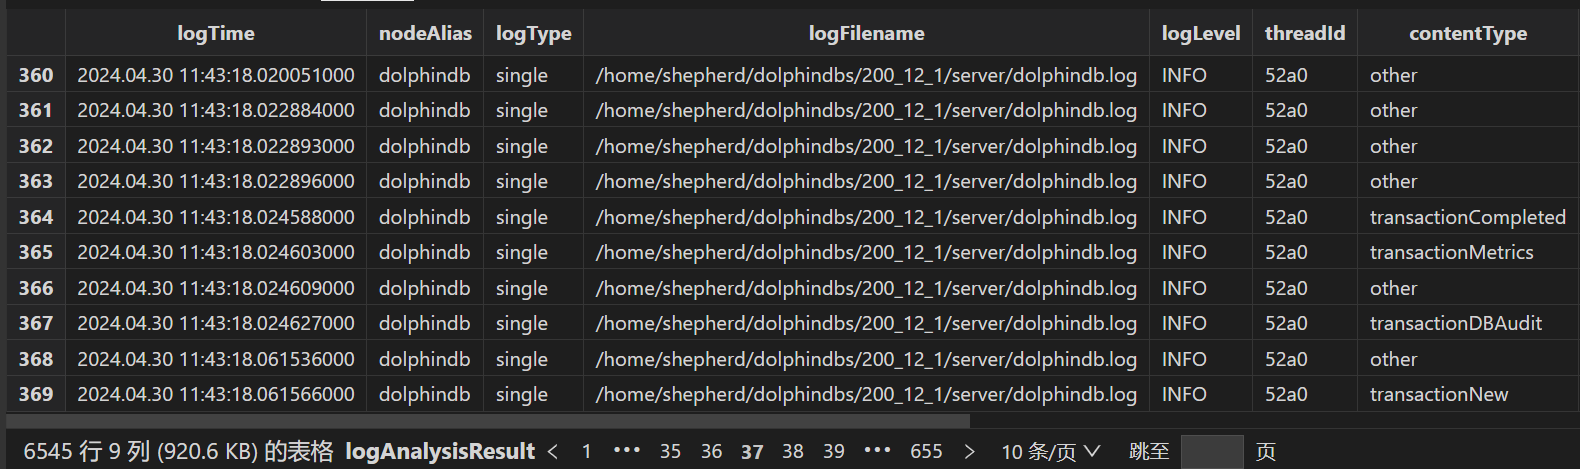 logTime nodeAlias logType logFilename logLevel threadId contentType
360 2024.04.30 11:43:18.020051000 dolphindb single /home/shepherd/dolphindbs/200_12_1/server/dolphindb.log INFO 52a0 other
361 2024.04.30 11:43:18.022884000 dolphindb single /home/shepherd/dolphindbs/200_12_1/server/dolphindb.log INFO 52a0 other
362 2024.04.30 11:43:18.022893000 dolphindb single /home/shepherd/dolphindbs/200_12_1/server/dolphindb.log INFO 52a0 other
363 2024.04.30 11:43:18.022896000 dolphindb single /home/shepherd/dolphindbs/200_12_1/server/dolphindb.log INFO 52a0 other
364 2024.04.30 11:43:18.024588000 dolphindb single /home/shepherd/dolphindbs/200_12_1/server/dolphindb.log INFO 52a0 transactionCompleted
365 2024.04.30 11:43:18.024603000 dolphindb single /home/shepherd/dolphindbs/200_12_1/server/dolphindb.log INFO 52a0 transactionMetrics
366 2024.04.30 11:43:18.024609000 dolphindb single /home/shepherd/dolphindbs/200_12_1/server/dolphindb.log INFO 52a0 other
367 2024.04.30 11:43:18.024627000 dolphindb single /home/shepherd/dolphindbs/200_12_1/server/dolphindb.log INFO 52a0 transactionDBAudit
368 2024.04.30 11:43:18.061536000 dolphindb single /home/shepherd/dolphindbs/200_12_1/server/dolphindb.log INFO 52a0 other
369 2024.04.30 11:43:18.061566000 dolphindb single /home/shepherd/dolphindbs/200_12_1/server/dolphindb.log INFO 52a0 transactionNew
6545 行 9 列 (920.6 KB) 的表格 logAnalysisResult < 1 ••• 35 36 37 38 39 ••• 655 > 10 条/页 跳至 页